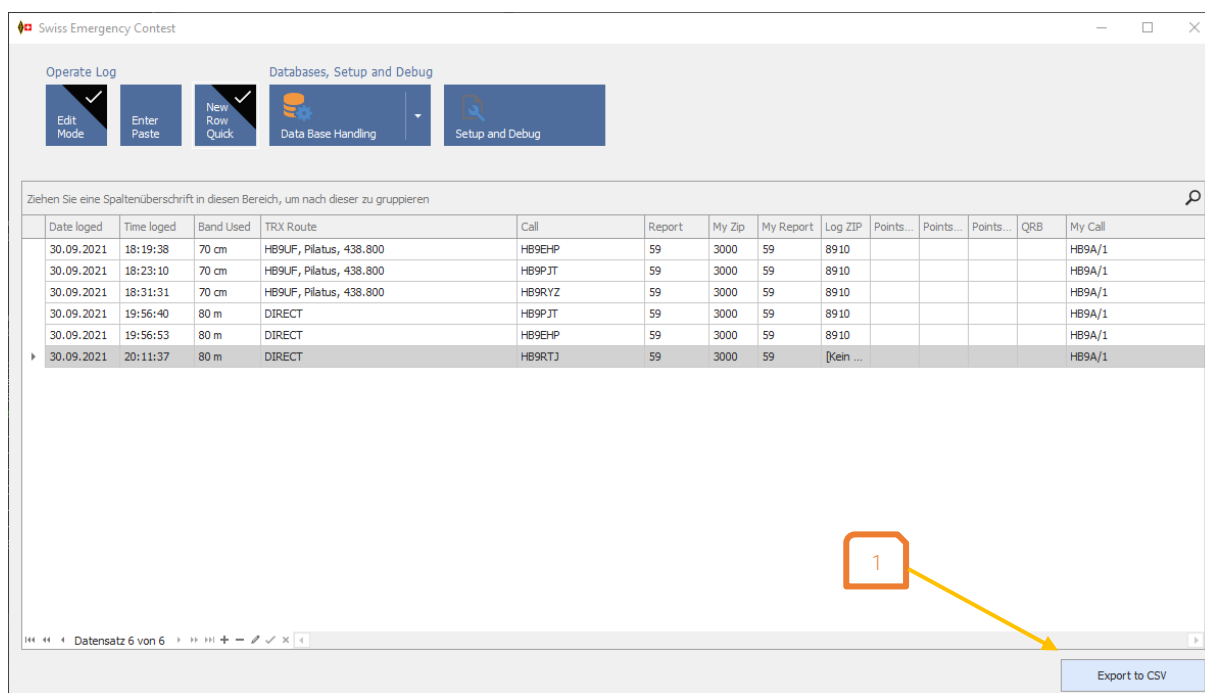 Swiss Emergency Contest
Operate Log Databases, Setup and Debug
Edit Mode Enter Paste New Row Quick Data Base Handling Setup and Debug
Ziehen Sie eine Spaltenüberschrift in diesen Bereich, um nach dieser zu gruppieren
Date loged Time loged Band Used TRX Route Call Report My Zip My Report Log ZIP Points... Points... Points... QRB My Call
30.09.2021 18:19:38 70 cm HB9UF, Pilatus, 438.800 HB9EHP 59 3000 59 8910 HB9A/1
30.09.2021 18:23:10 70 cm HB9UF, Pilatus, 438.800 HB9PJT 59 3000 59 8910 HB9A/1
30.09.2021 18:31:31 70 cm HB9UF, Pilatus, 438.800 HB9RYZ 59 3000 59 8910 HB9A/1
30.09.2021 19:56:40 80 m DIRECT HB9PJT 59 3000 59 8910 HB9A/1
30.09.2021 19:56:53 80 m DIRECT HB9EHP 59 3000 59 8910 HB9A/1
30.09.2021 20:11:37 80 m DIRECT HB9RTJ 59 3000 59 [Kein ... HB9A/1
1
Datensatz 6 von 6
Export to CSV